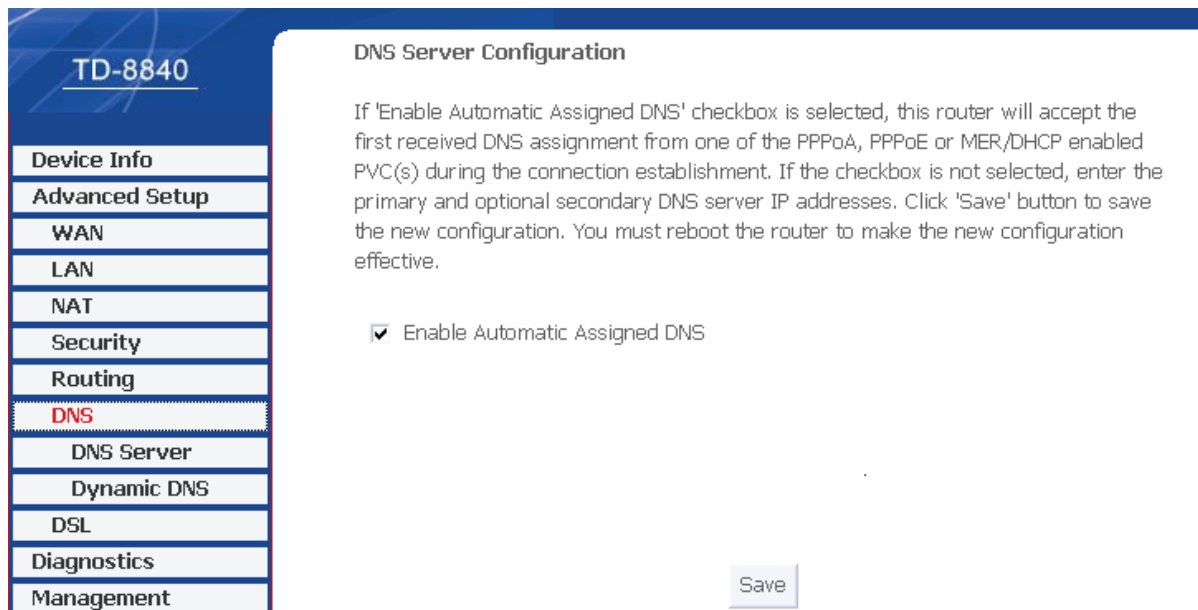 TD-8840
Device Info
Advanced Setup
WAN
LAN
NAT
Security
Routing
DNS
DNS Server
Dynamic DNS
DSL
Diagnostics
Management
DNS Server Configuration
If 'Enable Automatic Assigned DNS' checkbox is selected, this router will accept the
first received DNS assignment from one of the PPPoA, PPPoE or MER/DHCP enabled
PVC(s) during the connection establishment. If the checkbox is not selected, enter the
primary and optional secondary DNS server IP addresses. Click 'Save' button to save
the new configuration. You must reboot the router to make the new configuration
effective.
Enable Automatic Assigned DNS
Save